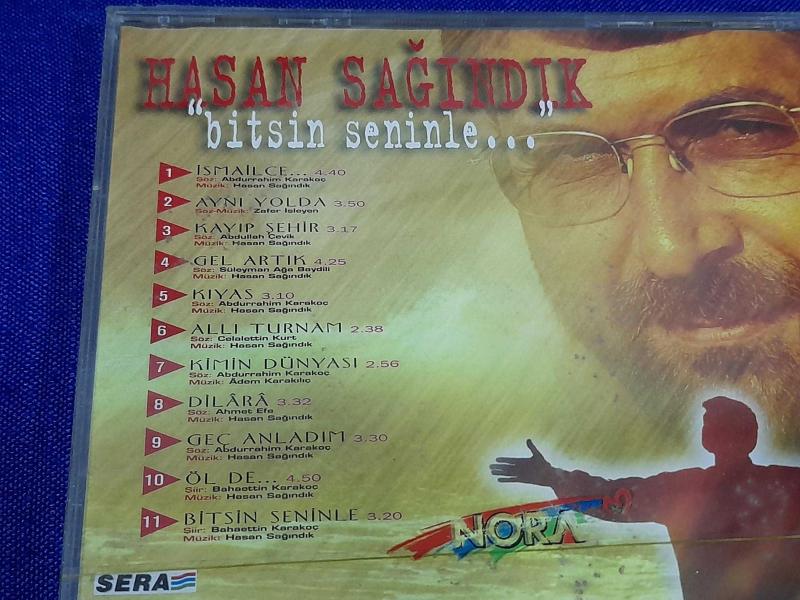 HASAN SAĞINDIK
"bitsin seninle..."
1 İSMAİLCE... 4.40
Söz: Abdurrahim Karakoç
Müzik: Hasan Sağındık
2 AYNI YOLDA 3.50
Söz-Müzik: Zafer İşleyen
3 KAYIP ŞEHİR 3.17
Söz: Abdullah Çevik
Müzik: Hasan Sağındık
4 GEL ARTIK 4.25
Söz: Süleyman Ağa Baydili
Müzik: Hasan Sağındık
5 KIYAS 3.10
Söz: Abdurrahim Karakoç
Müzik: Hasan Sağındık
6 ALLI TURNAM 2.38
Söz: Celalettin Kurt
Müzik: Hasan Sağındık
7 KİMİN DÜNYASI 2:56
Söz: Abdurrahim Karakoç
Müzik: Âdem Karakılıç
8 DİLÂRÂ 3.32
Söz: Ahmet Efe
Müzik: Hasan Sağındık
9 GEÇ ANLADIM 3.30
Söz: Abdurrahim Karakoç
Müzik: Hasan Sağındık
10 ÖL DE... 4.50
Şiir: Bahaettin Karakoç
Müzik: Hasan Sağındık
11 BİTSİN SENİNLE 3.20
Şiir: Bahaettin Karakoç
Müzik: Hasan Sağındık
NORA
SERA